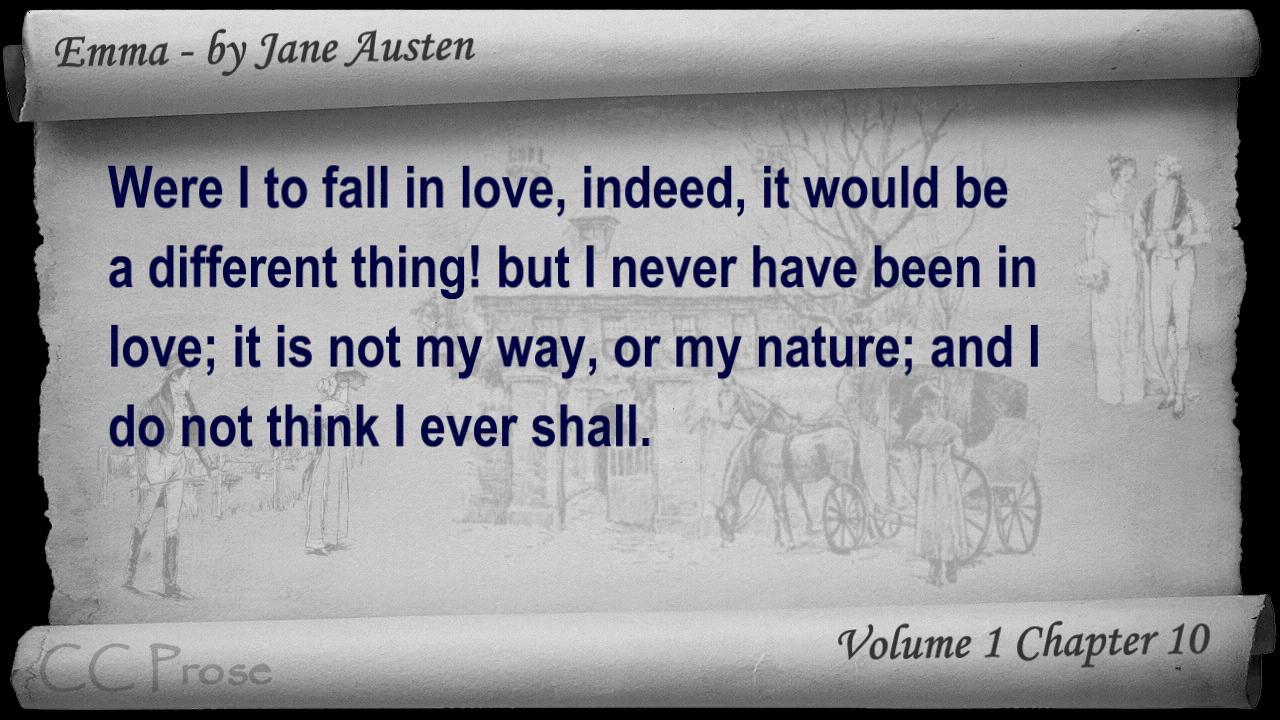 Emma - by Jane Austen
Were I to fall in love, indeed, it would be
a different thing! but I never have been in
love; it is not my way, or my nature; and I
do not think I ever shall.
Volume 1 Chapter 10
CC Prose